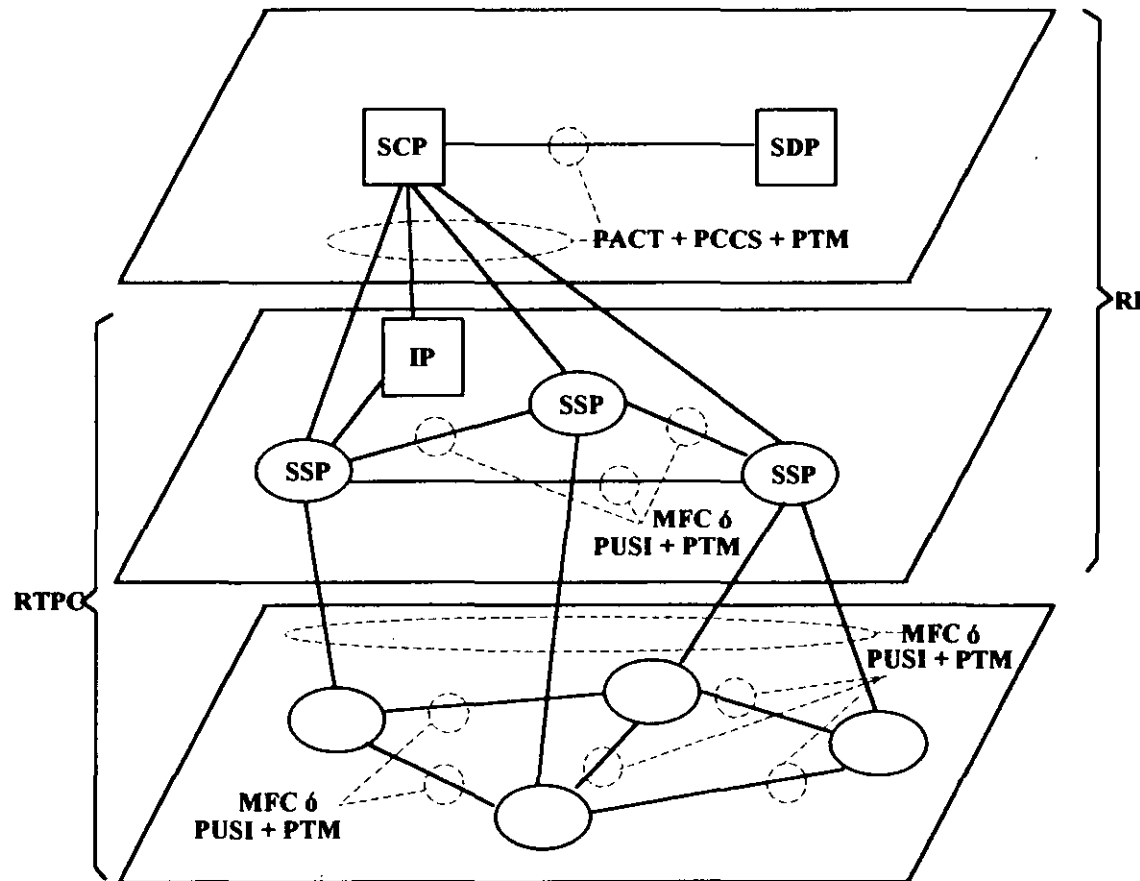 SCP
SDP
PACT + PCCS + PTM
RI
IP
SSP
SSP
SSP
MFC ó
PUSI + PTM
RTPC
MFC ó
PUSI + PTM
MFC ó
PUSI + PTM